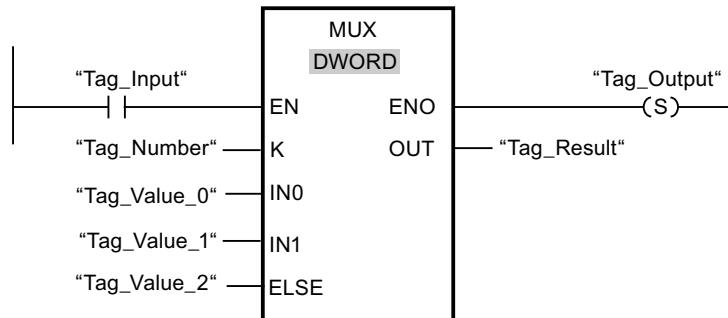 MUX
DWORD
“Tag_Input“ “Tag_Output“
EN ENO (S)
“Tag_Number“ K OUT “Tag_Result“
“Tag_Value_0“ IN0
“Tag_Value_1“ IN1
“Tag_Value_2“ ELSE